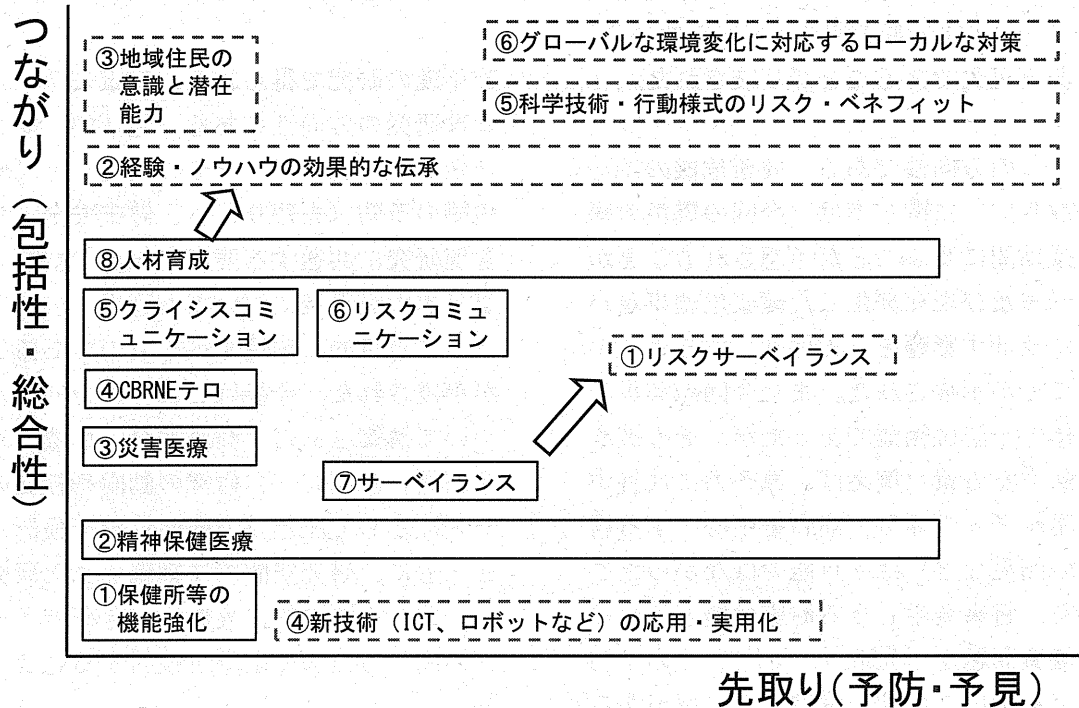 つながり（包括性・総合性）
③地域住民の
意識と潜在
能力
⑥グローバルな環境変化に対応するローカルな対策
⑤科学技術・行動様式のリスク・ベネフィット
②経験・ノウハウの効果的な伝承
⑧人材育成
⑤クライシスコミ
ュニケーション
⑥リスクコミュ
ニケーション
①リスクサーベイランス
④CBRNEテロ
③災害医療
⑦サーベイランス
②精神保健医療
①保健所等の
機能強化
④新技術（ICT、ロボットなど）の応用・実用化
先取り（予防・予見）